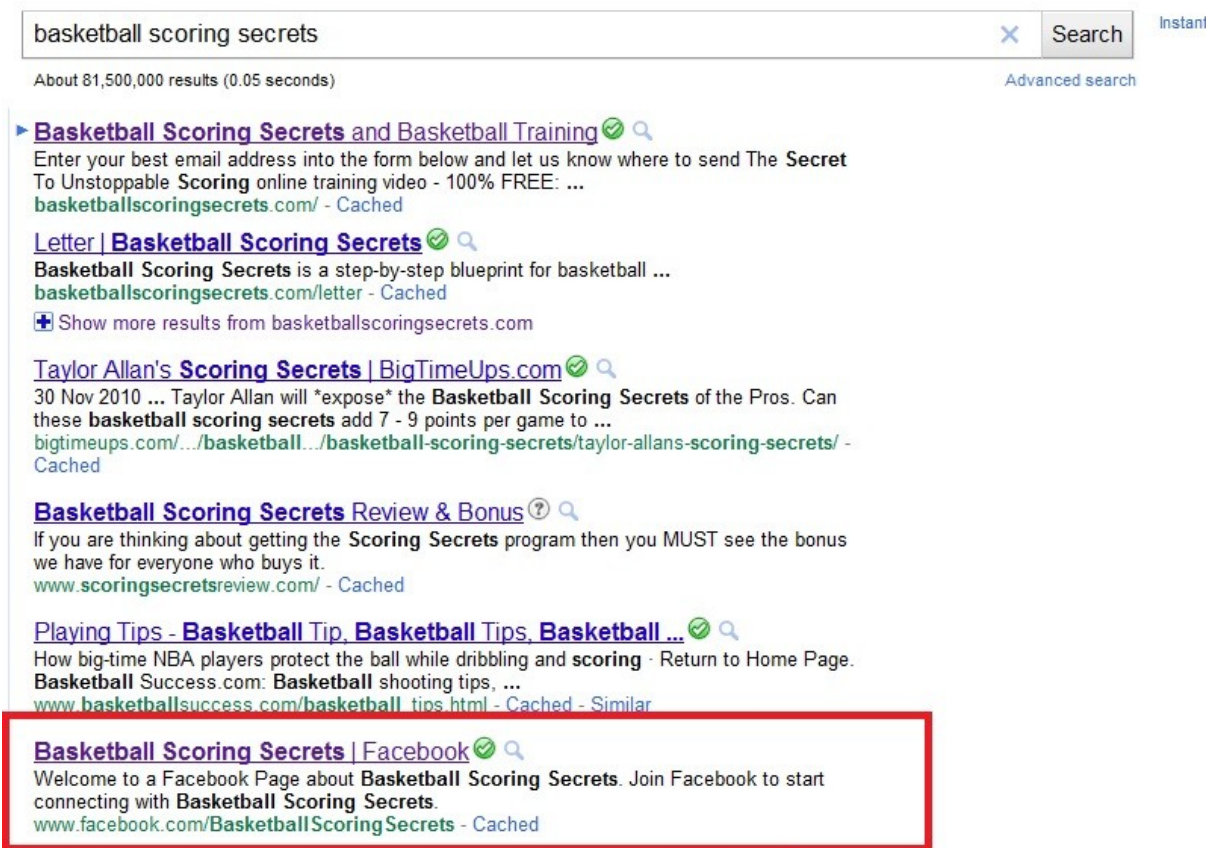 basketball scoring secrets
Search
Instant
About 81,500,000 results (0.05 seconds)
Advanced search
Basketball Scoring Secrets and Basketball Training
Enter your best email address into the form below and let us know where to send The Secret
To Unstoppable Scoring online training video - 100% FREE: ...
basketballscoringsecrets.com/ - Cached
Letter | Basketball Scoring Secrets
Basketball Scoring Secrets is a step-by-step blueprint for basketball ...
basketballscoringsecrets.com/letter - Cached
Show more results from basketballscoringsecrets.com
Taylor Allan's Scoring Secrets | BigTimeUps.com
30 Nov 2010 ... Taylor Allan will *expose* the Basketball Scoring Secrets of the Pros. Can
these basketball scoring secrets add 7 - 9 points per game to ...
bigtimeups.com/.../basketball.../basketball-scoring-secrets/taylor-allans-scoring-secrets/ -
Cached
Basketball Scoring Secrets Review & Bonus
If you are thinking about getting the Scoring Secrets program then you MUST see the bonus
we have for everyone who buys it.
www.scoringsecretsreview.com/ - Cached
Playing Tips - Basketball Tip, Basketball Tips, Basketball ...
How big-time NBA players protect the ball while dribbling and scoring · Return to Home Page.
Basketball Success.com: Basketball shooting tips, ...
www.basketballsuccess.com/basketball_tips.html - Cached - Similar
Basketball Scoring Secrets | Facebook
Welcome to a Facebook Page about Basketball Scoring Secrets. Join Facebook to start
connecting with Basketball Scoring Secrets.
www.facebook.com/BasketballScoringSecrets - Cached